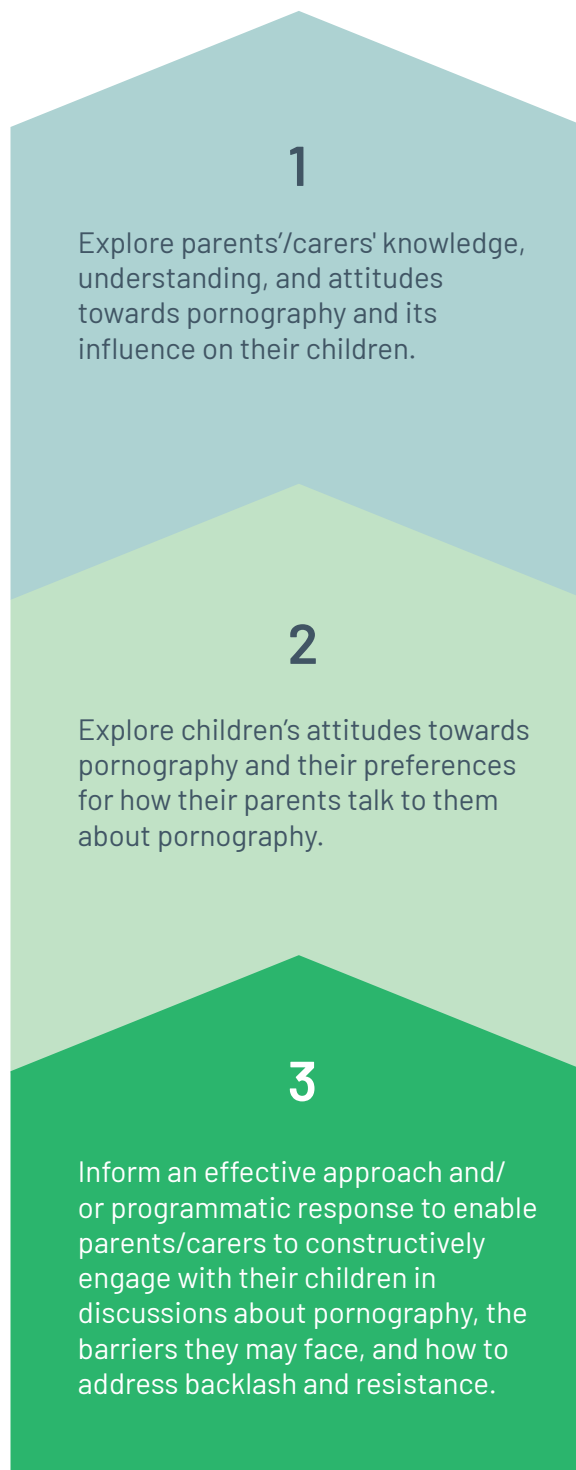 1
Explore parents’/carers' knowledge,
understanding, and attitudes
towards pornography and its
influence on their children.
2
Explore children’s attitudes towards
pornography and their preferences
for how their parents talk to them
about pornography.
3
Inform an effective approach and/
or programmatic response to enable
parents/carers to constructively
engage with their children in
discussions about pornography, the
barriers they may face, and how to
address backlash and resistance.